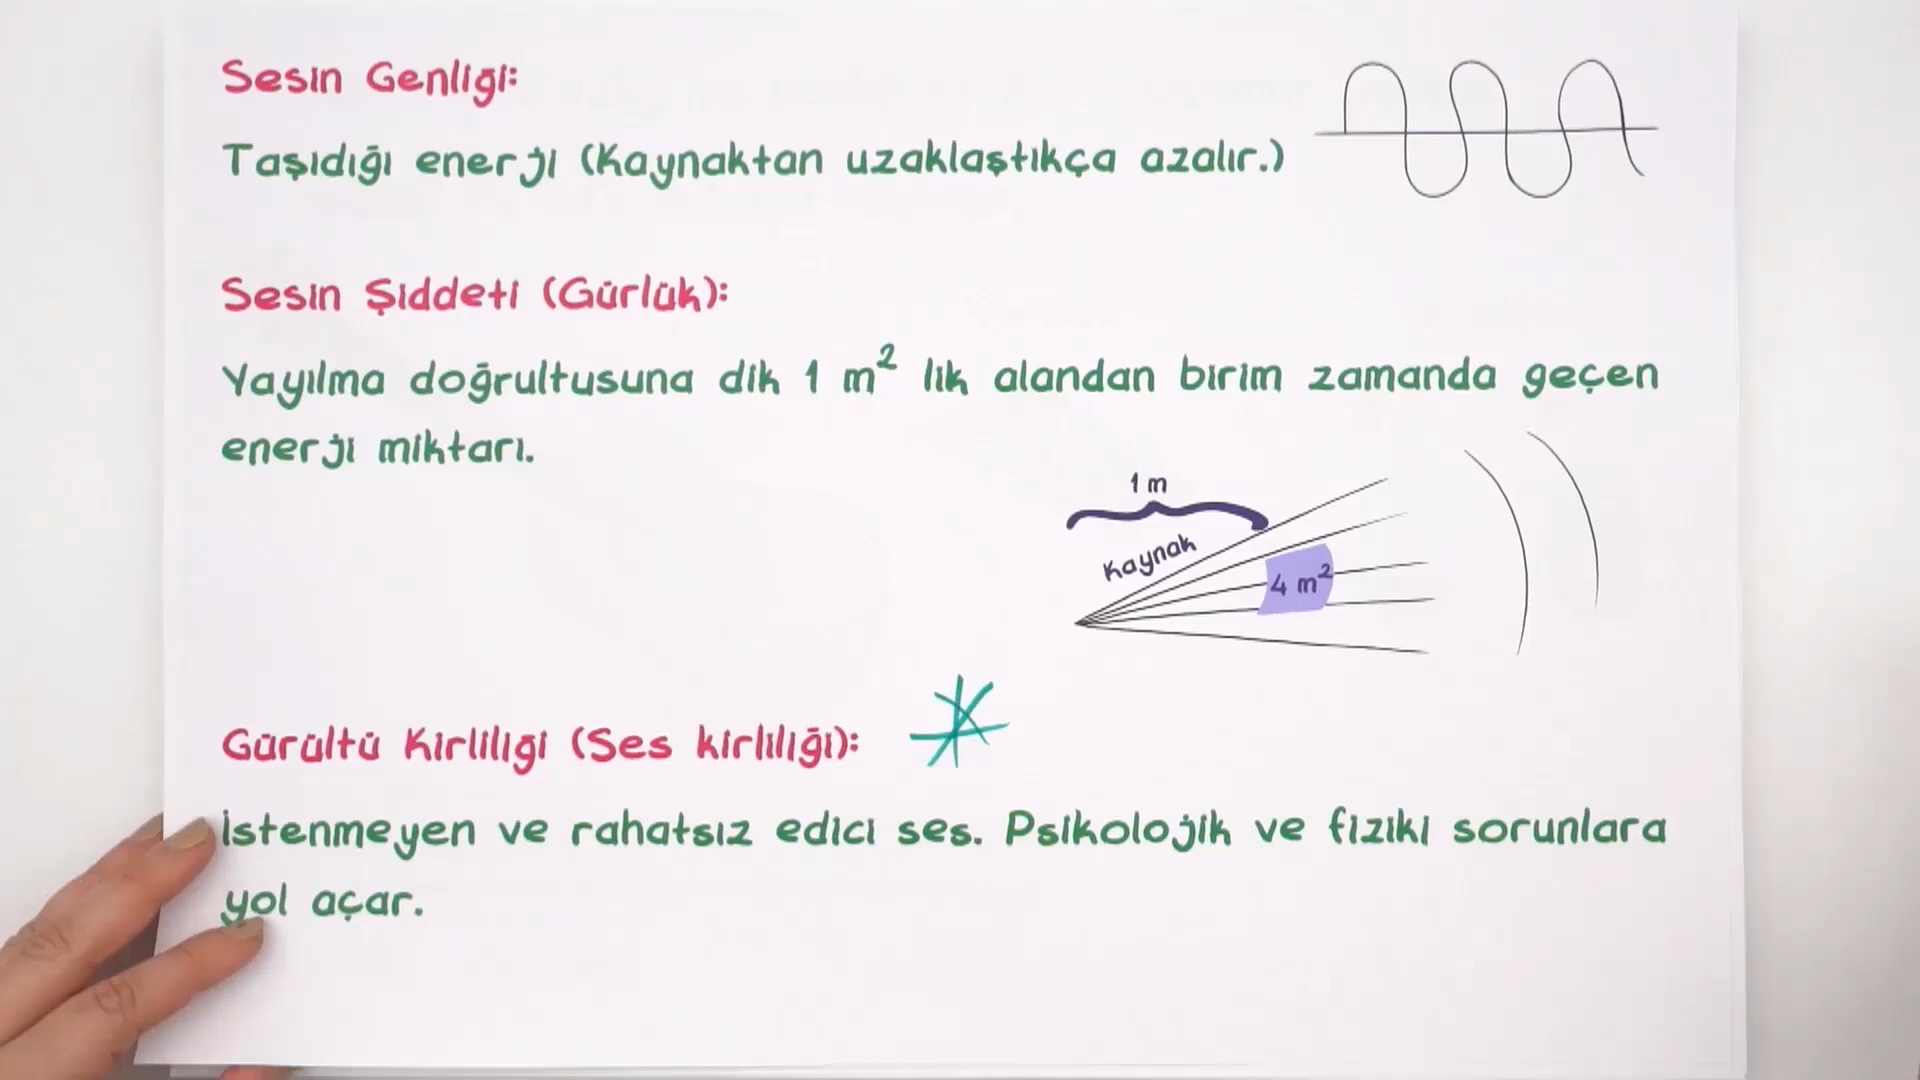 Sesin Genliği:
Taşıdığı enerji (Kaynaktan uzaklaştıkça azalır.)
Sesin Şiddeti (Gürlük):
Yayılma doğrultusuna dik 1 m² lik alandan birim zamanda geçen
enerji miktarı.
1 m
Kaynak
4 m²
Gürültü Kirliliği (Ses kirliliği):
İstenmeyen ve rahatsız edici ses. Psikolojik ve fiziki sorunlara
yol açar.